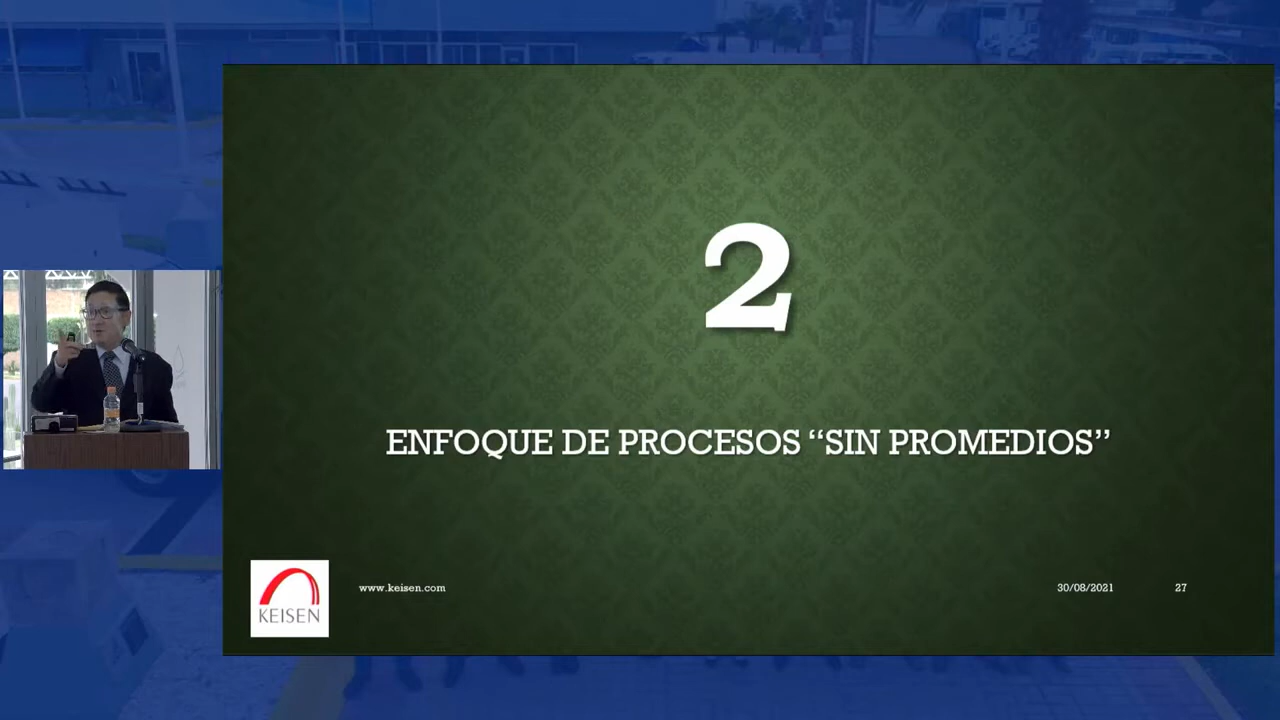 2
ENFOQUE DE PROCESOS “SIN PROMEDIOS”
KEISEN
www.keisen.com
30/08/2021
27